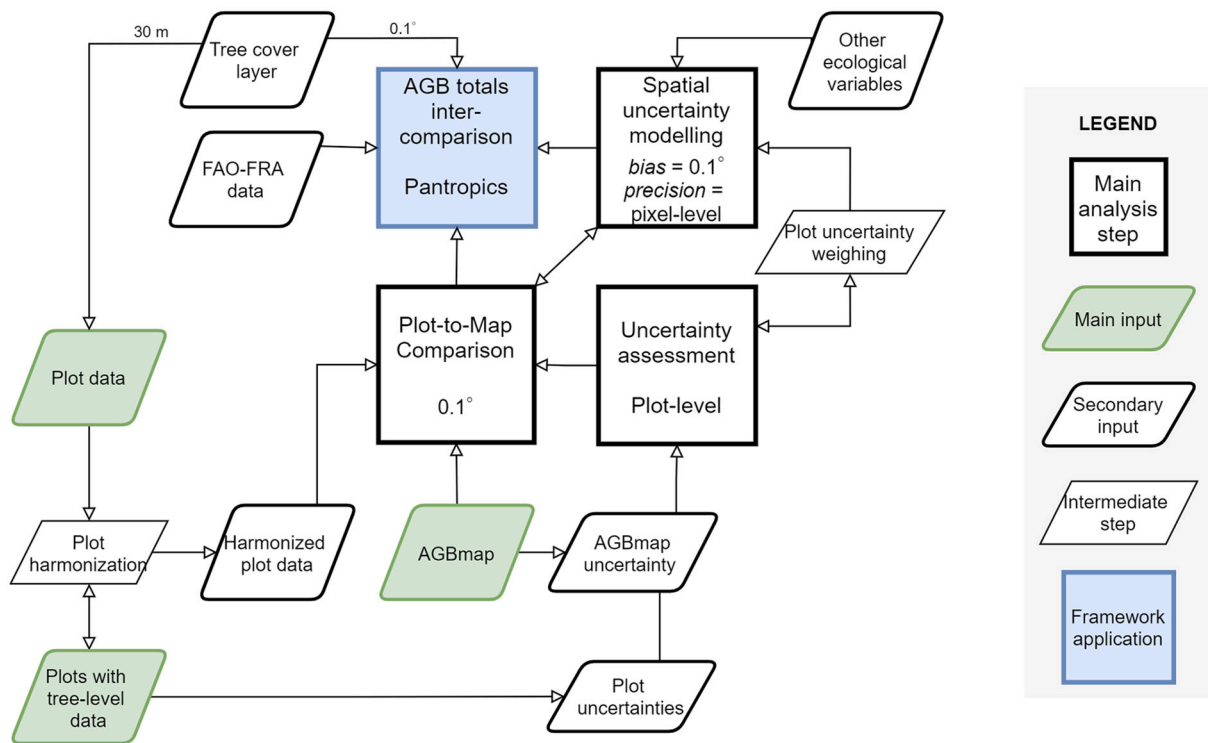 30 m
Tree cover
layer
0.1°
Other
ecological
variables
AGB totals
inter-
comparison
Pantropics
Spatial
uncertainty
modelling
bias = 0.1°
precision =
pixel-level
FAO-FRA
data
Plot uncertainty
weighing
Plot data
Plot-to-Map
Comparison
0.1°
Uncertainty
assessment
Plot-level
Plot
harmonization
Harmonized
plot data
AGBmap
AGBmap
uncertainty
Plots with
tree-level
data
Plot
uncertainties
LEGEND
Main
analysis
step
Main input
Secondary
input
Intermediate
step
Framework
application